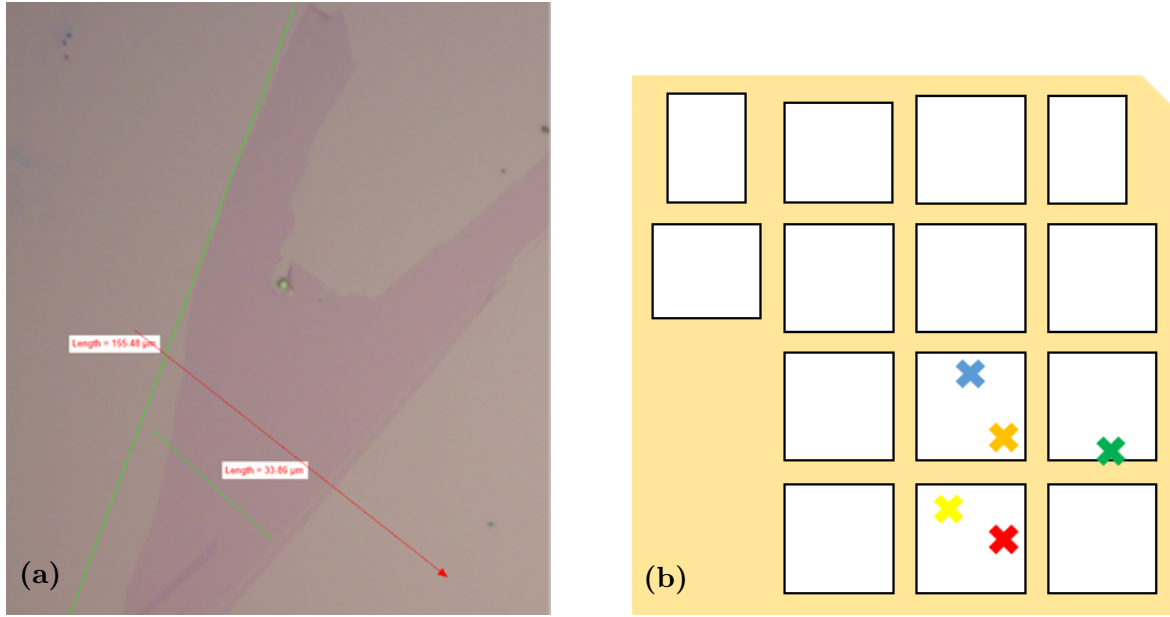 Length = 155.48 µm
Length = 33.86 µm
(a)
(b)